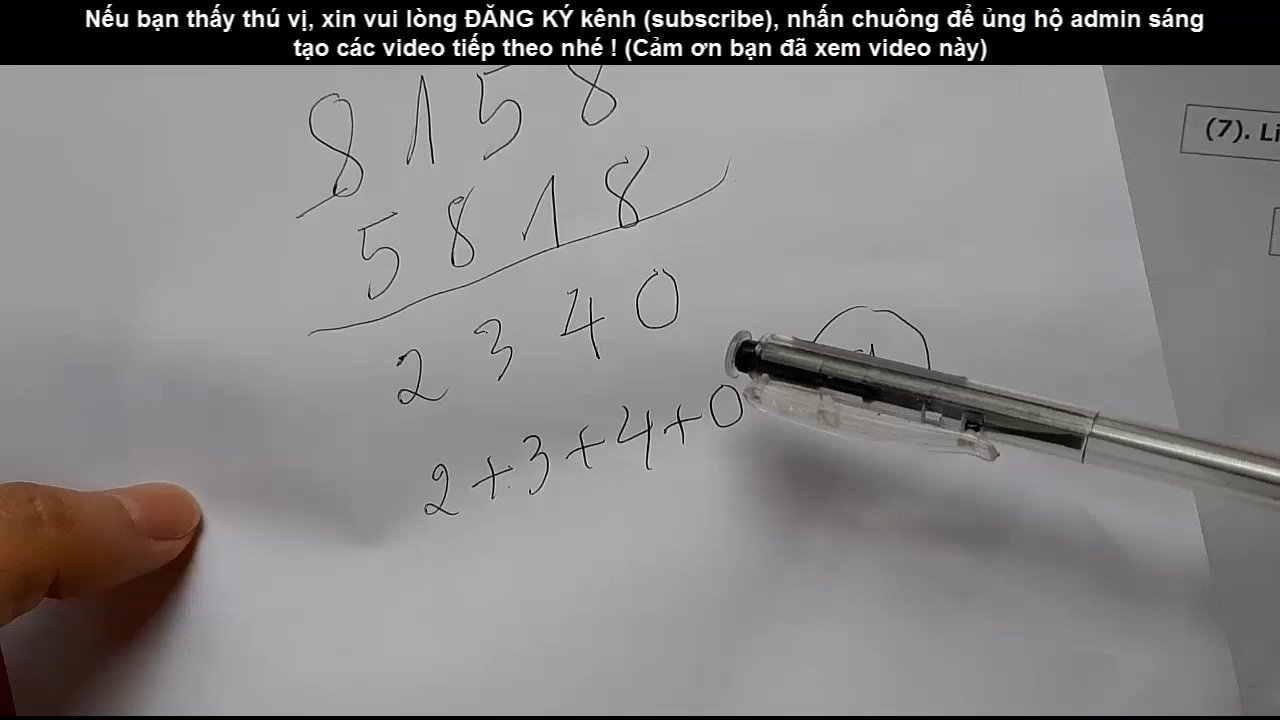 Nếu bạn thấy thú vị, xin vui lòng ĐĂNG KÝ kênh (subscribe), nhấn chuông để ủng hộ admin sáng
tạo các video tiếp theo nhé ! (Cảm ơn bạn đã xem video này)
8158
5818
2340
2+3+4+0
(7). Li